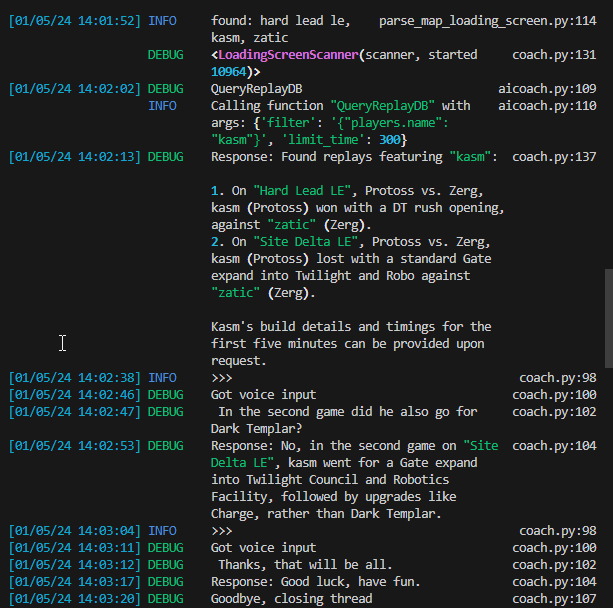 [01/05/24 14:01:52] INFO found: hard lead le, parse_map_loading_screen.py:114
kasm, zatic
DEBUG <LoadingScreenScanner(scanner, started coach.py:131
10964)>
[01/05/24 14:02:02] DEBUG QueryReplayDB aicoach.py:109
INFO Calling function "QueryReplayDB" with aicoach.py:110
args: {'filter': '{"players.name":
"kasm"}', 'limit_time': 300}
[01/05/24 14:02:13] DEBUG Response: Found replays featuring "kasm": coach.py:137
1. On "Hard Lead LE", Protoss vs. Zerg,
kasm (Protoss) won with a DT rush opening,
against "zatic" (Zerg).
2. On "Site Delta LE", Protoss vs. Zerg,
kasm (Protoss) lost with a standard Gate
expand into Twilight and Robo against
"zatic" (Zerg).
Kasm's build details and timings for the
first five minutes can be provided upon
request.
[01/05/24 14:02:38] INFO >>> coach.py:98
[01/05/24 14:02:46] DEBUG Got voice input coach.py:100
[01/05/24 14:02:47] DEBUG In the second game did he also go for coach.py:102
Dark Templar?
[01/05/24 14:02:53] DEBUG Response: No, in the second game on "Site coach.py:104
Delta LE", kasm went for a Gate expand
into Twilight Council and Robotics
Facility, followed by upgrades like
Charge, rather than Dark Templar.
[01/05/24 14:03:04] INFO >>> coach.py:98
[01/05/24 14:03:11] DEBUG Got voice input coach.py:100
[01/05/24 14:03:12] DEBUG Thanks, that will be all. coach.py:102
[01/05/24 14:03:17] DEBUG Response: Good luck, have fun. coach.py:104
[01/05/24 14:03:20] DEBUG Goodbye, closing thread coach.py:107